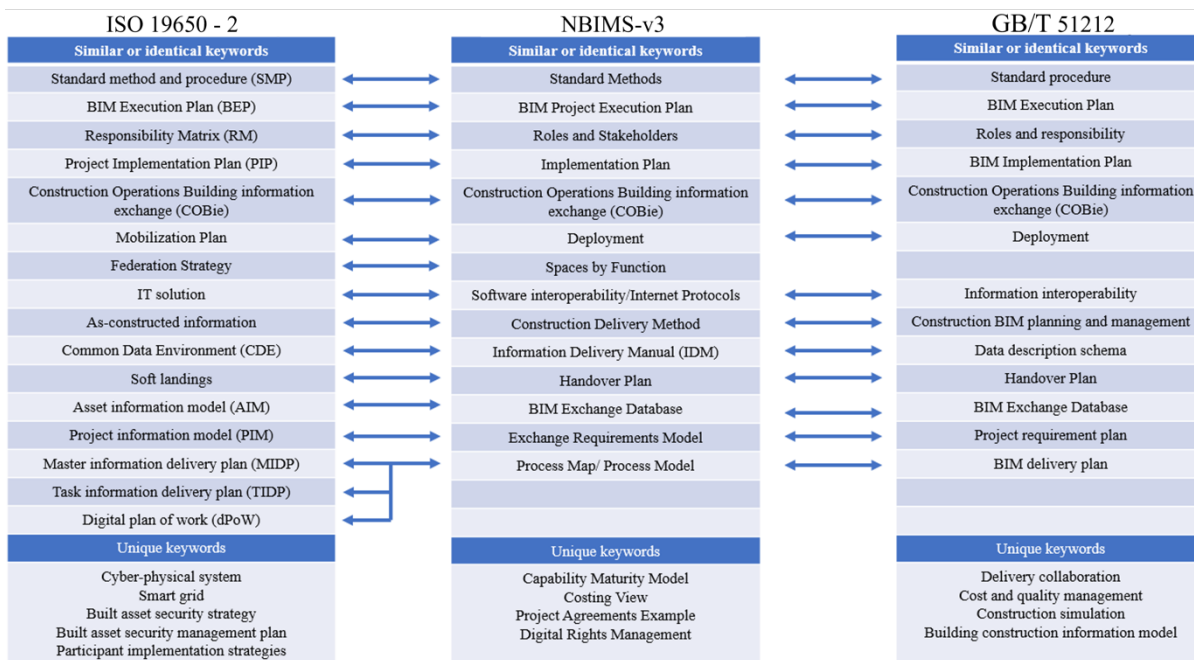 ISO 19650 - 2
Similar or identical keywords
Standard method and procedure (SMP)
BIM Execution Plan (BEP)
Responsibility Matrix (RM)
Project Implementation Plan (PIP)
Construction Operations Building information
exchange (COBie)
Mobilization Plan
Federation Strategy
IT solution
As-constructed information
Common Data Environment (CDE)
Soft landings
Asset information model (AIM)
Project information model (PIM)
Master information delivery plan (MIDP)
Task information delivery plan (TIDP)
Digital plan of work (dPoW)
Unique keywords
Cyber-physical system
Smart grid
Built asset security strategy
Built asset security management plan
Participant implementation strategies
NBIMS-v3
Similar or identical keywords
Standard Methods
BIM Project Execution Plan
Roles and Stakeholders
Implementation Plan
Construction Operations Building information
exchange (COBie)
Deployment
Spaces by Function
Software interoperability/Internet Protocols
Construction Delivery Method
Information Delivery Manual (IDM)
Handover Plan
BIM Exchange Database
Exchange Requirements Model
Process Map/ Process Model
Unique keywords
Capability Maturity Model
Costing View
Project Agreements Example
Digital Rights Management
GB/T 51212
Similar or identical keywords
Standard procedure
BIM Execution Plan
Roles and responsibility
BIM Implementation Plan
Construction Operations Building information
exchange (COBie)
Deployment
Information interoperability
Construction BIM planning and management
Data description schema
Handover Plan
BIM Exchange Database
Project requirement plan
BIM delivery plan
Unique keywords
Delivery collaboration
Cost and quality management
Construction simulation
Building construction information model